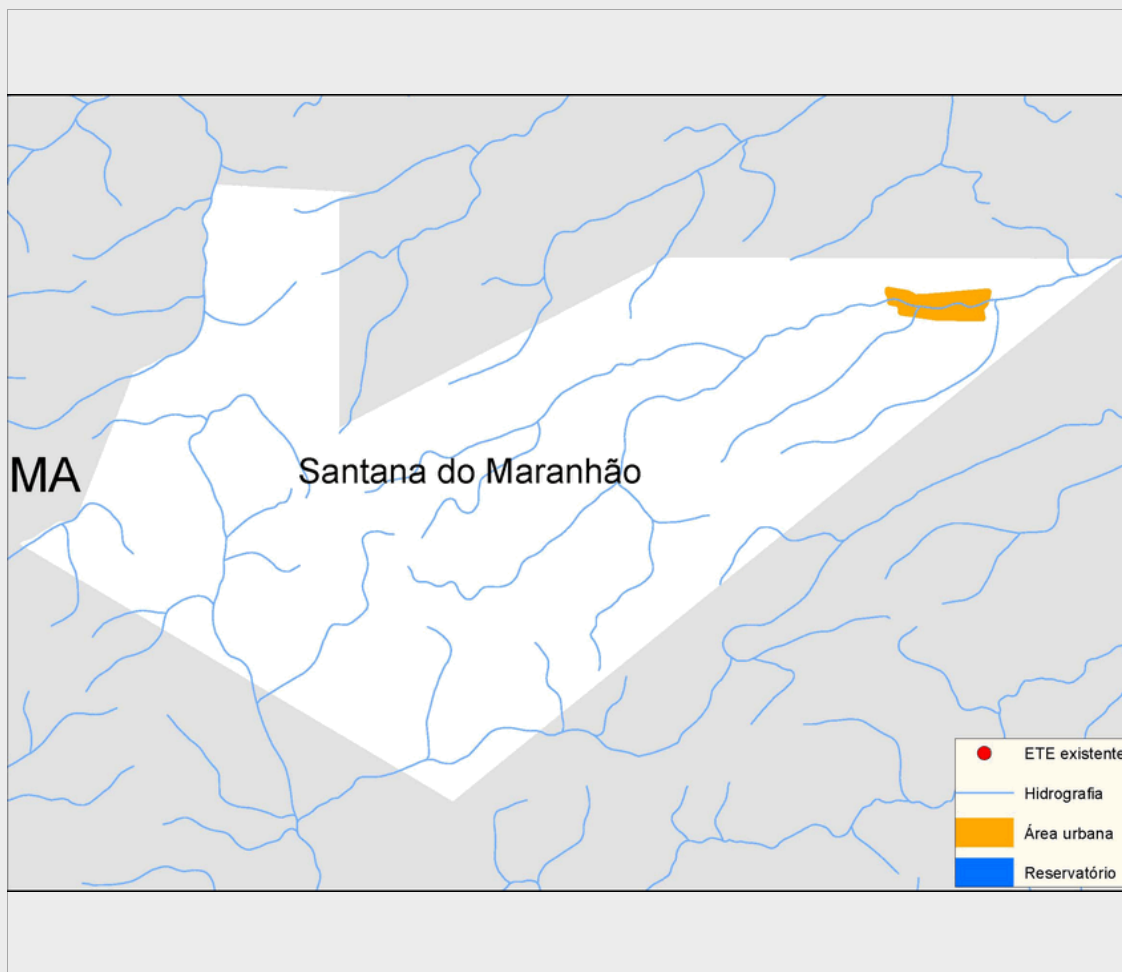 MA
Santana do Maranhão
ETE existente
Hidrografia
Área urbana
Reservatório